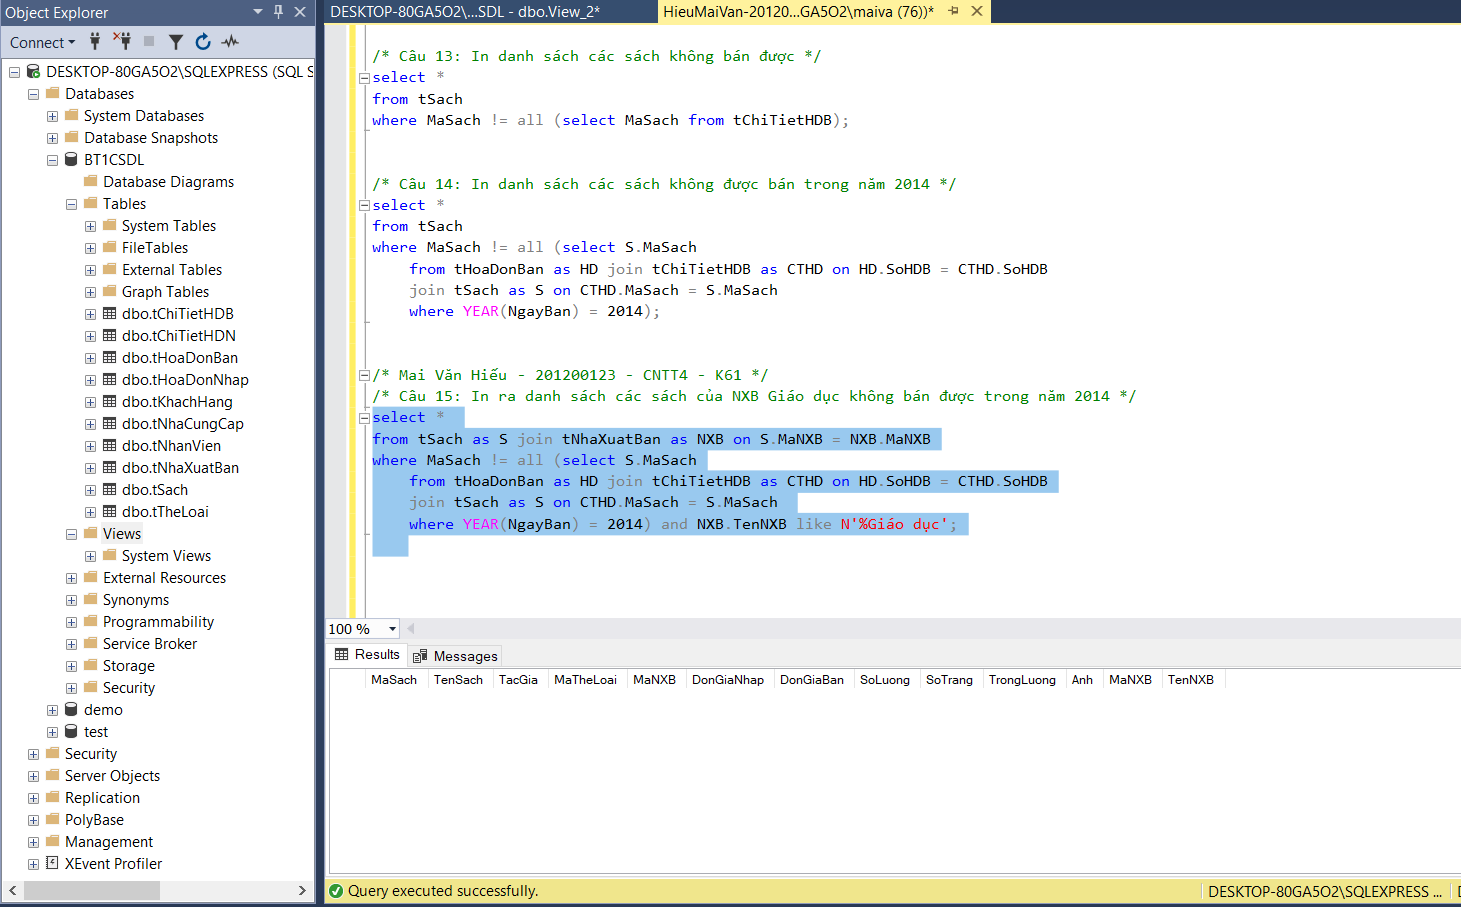 Object Explorer
Connect
DESKTOP-80GA5O2\SQLEXPRESS (SQL S
Databases
System Databases
Database Snapshots
BT1CSDL
Database Diagrams
Tables
System Tables
FileTables
External Tables
Graph Tables
dbo.tChiTietHDB
dbo.tChiTietHDN
dbo.tHoaDonBan
dbo.tHoaDonNhap
dbo.tKhachHang
dbo.tNhaCungCap
dbo.tNhanVien
dbo.tNhaXuatBan
dbo.tSach
dbo.tTheLoai
Views
System Views
External Resources
Synonyms
Programmability
Service Broker
Storage
Security
demo
test
Security
Server Objects
Replication
PolyBase
Management
XEvent Profiler
DESKTOP-80GA5O2\...SDL - dbo.View_2*
HieuMaiVan-20120...GA5O2\maiva (76))*
/* Câu 13: In danh sách các sách không bán được */
select *
from tSach
where MaSach != all (select MaSach from tChiTietHDB);
/* Câu 14: In danh sách các sách không được bán trong năm 2014 */
select *
from tSach
where MaSach != all (select S.MaSach
from tHoaDonBan as HD join tChiTietHDB as CTHD on HD.SoHDB = CTHD.SoHDB
join tSach as S on CTHD.MaSach = S.MaSach
where YEAR(NgayBan) = 2014);
/* Mai Văn Hiếu - 201200123 - CNTT4 - K61 */
/* Câu 15: In ra danh sách các sách của NXB Giáo dục không bán được trong năm 2014 */
select *
from tSach as S join tNhaXuatBan as NXB on S.MaNXB = NXB.MaNXB
where MaSach != all (select S.MaSach
from tHoaDonBan as HD join tChiTietHDB as CTHD on HD.SoHDB = CTHD.SoHDB
join tSach as S on CTHD.MaSach = S.MaSach
where YEAR(NgayBan) = 2014) and NXB.TenNXB like N'%Giáo dục';
100 %
Results Messages
MaSach TenSach TacGia MaTheLoai MaNXB DonGiaNhap DonGiaBan SoLuong SoTrang TrongLuong Anh MaNXB TenNXB
Query executed successfully.
DESKTOP-80GA5O2\SQLEXPRESS ...